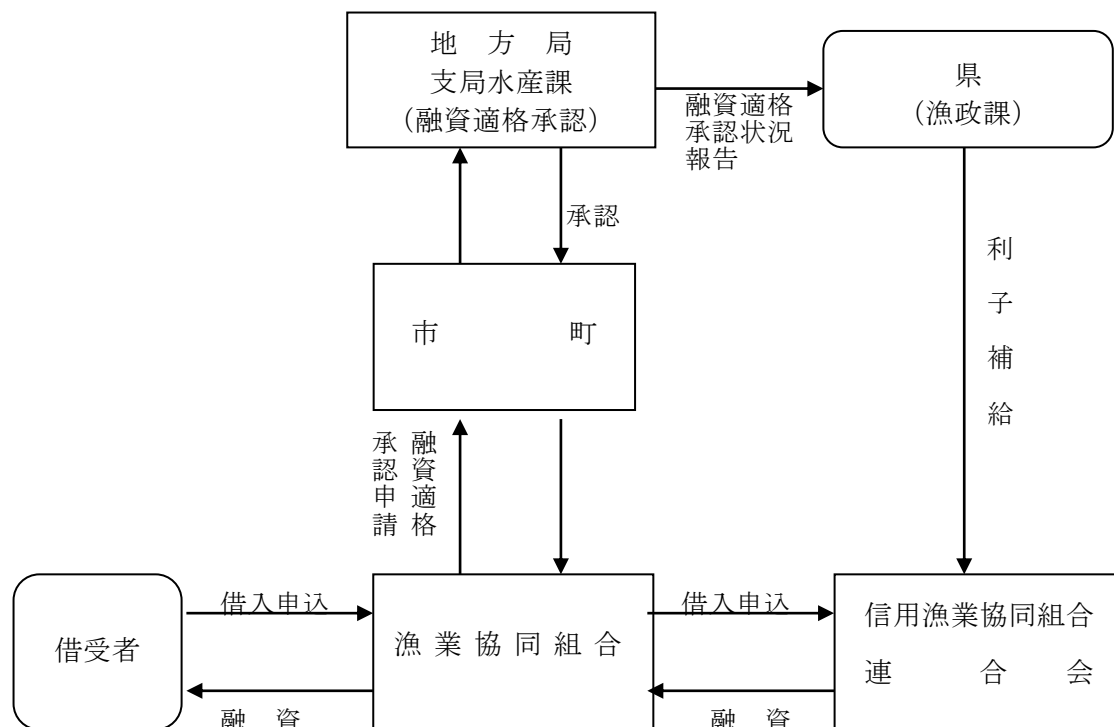 地 方 局
支局水産課
（融資適格承認）
県
（漁政課）
融資適格
承認状況
報告
承認
市 町
利子補給
融資適格
承認申請
借受者
借入申込
融 資
漁業協同組合
借入申込
融 資
信用漁業協同組合
連 合 会